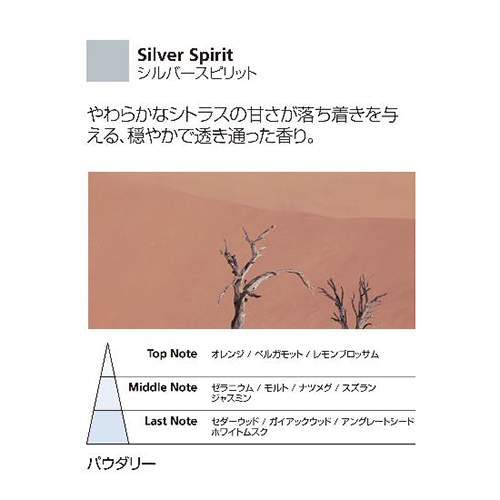 Silver Spirit
シルバースピリット
やわらかなシトラスの甘さが落ち着きを与
える、穏やかで透き通った香り。
Top Note オレンジ / ベルガモット / レモンブロッサム
Middle Note ゼラニウム / モルト / ナツメグ / スズラン
ジャスミン
Last Note セダーウッド / ガイアックウッド / アングレートシード
ホワイトムスク
パウダリー